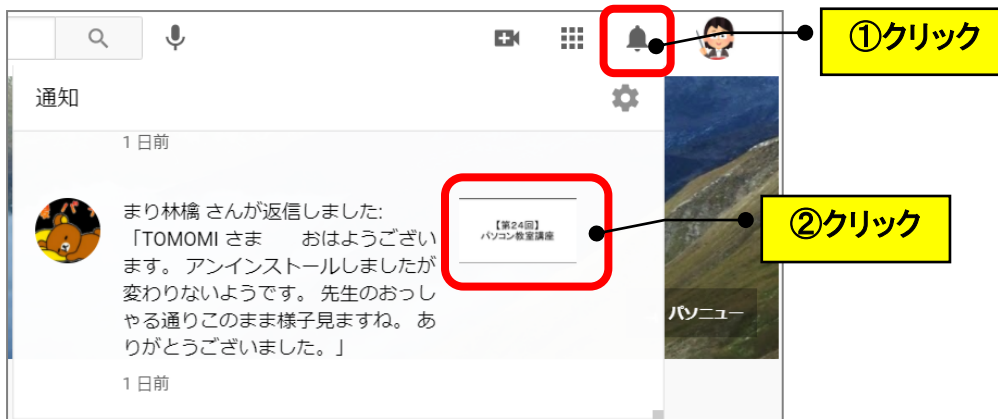 ①クリック
通知
1 日前
まり林檎 さんが返信しました:
「TOMOMI さま　　おはようござい
ます。 アンインストールしましたが
変わりないようです。 先生のおっし
ゃる通りこのまま様子見ますね。 あ
りがとうございました。」
1 日前
【第24回】
パソコン教室講座
②クリック
パソニュー